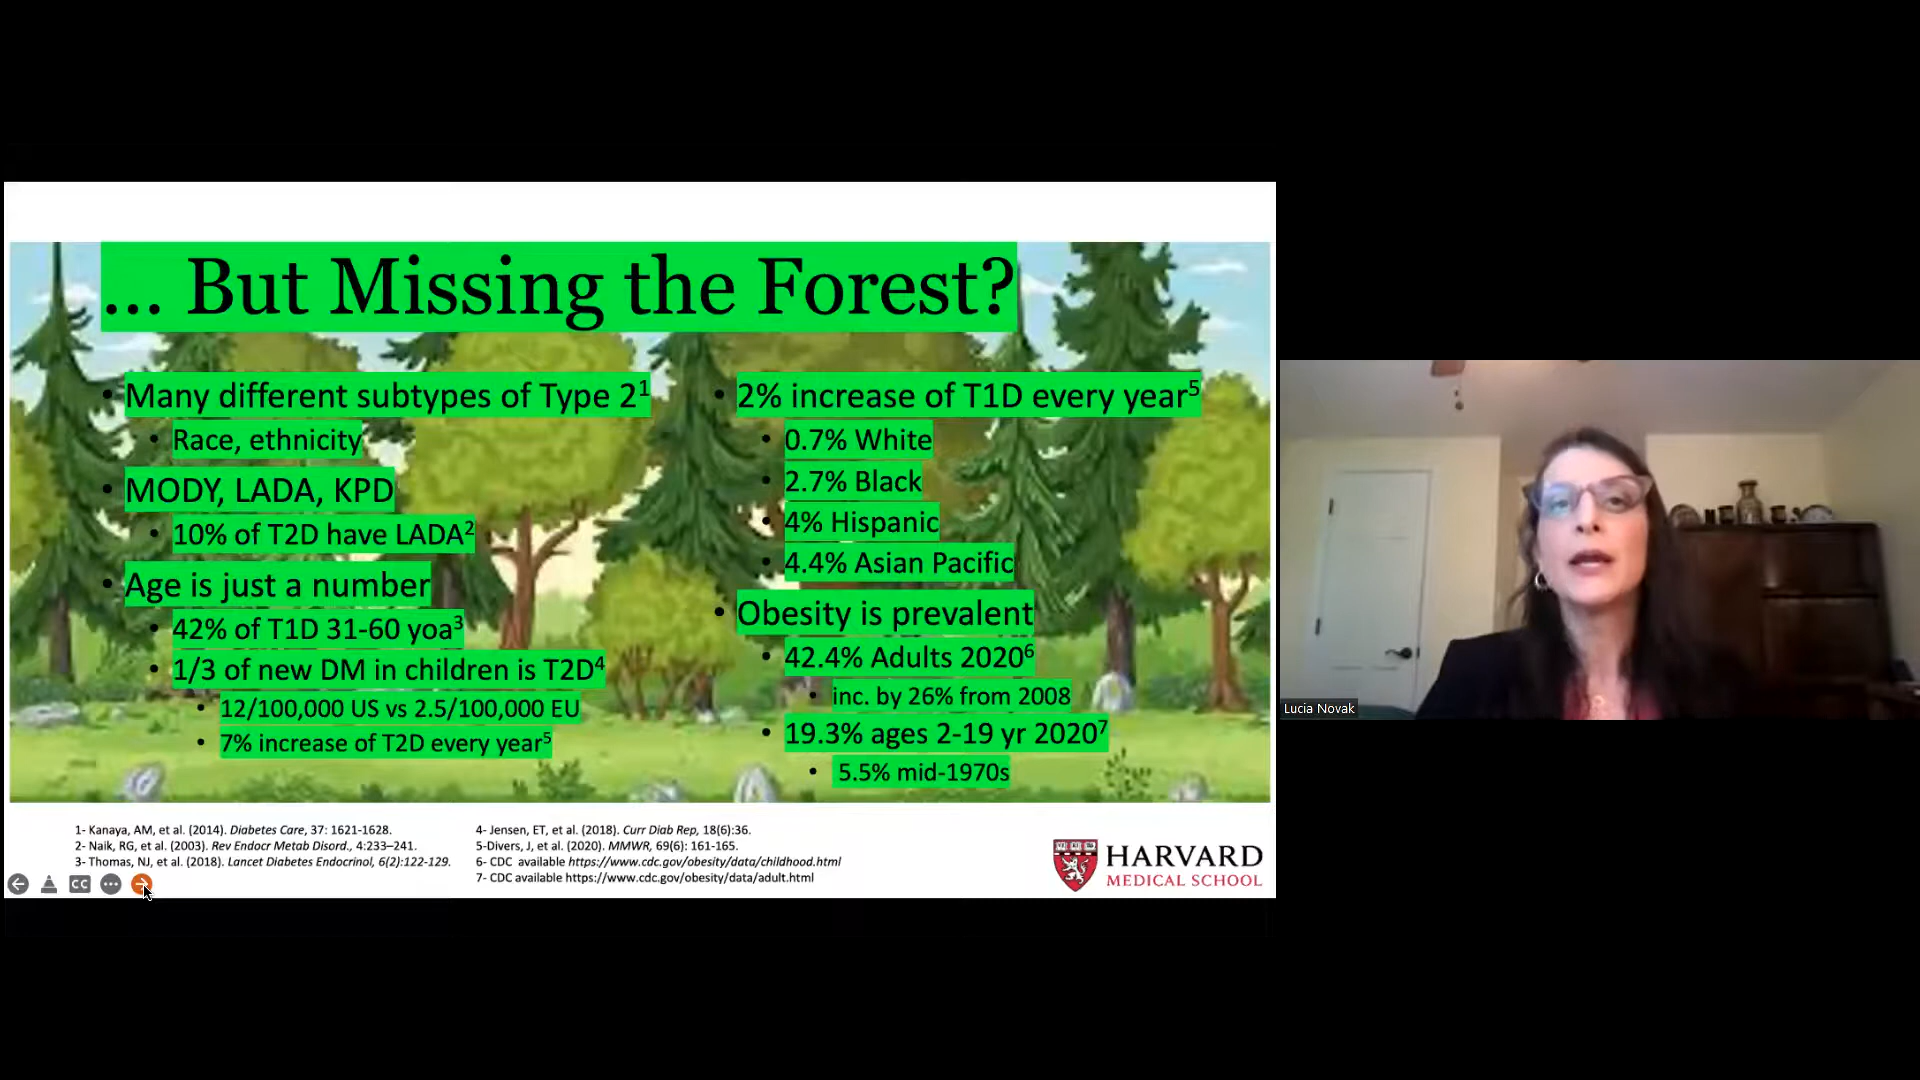 ... But Missing the Forest?
• Many different subtypes of Type 2¹
• Race, ethnicity
• MODY, LADA, KPD
• 10% of T2D have LADA²
• Age is just a number
• 42% of T1D 31-60 yoa³
• 1/3 of new DM in children is T2D⁴
• 12/100,000 US vs 2.5/100,000 EU
• 7% increase of T2D every year⁵
• 2% increase of T1D every year⁵
• 0.7% White
• 2.7% Black
• 4% Hispanic
• 4.4% Asian Pacific
• Obesity is prevalent
• 42.4% Adults 2020⁶
• inc. by 26% from 2008
• 19.3% ages 2-19 yr 2020⁷
• 5.5% mid-1970s
1- Kanaya, AM, et al. (2014). Diabetes Care, 37: 1621-1628.
2- Naik, RG, et al. (2003). Rev Endocr Metab Disord., 4:233–241.
3- Thomas, NJ, et al. (2018). Lancet Diabetes Endocrinol, 6(2):122-129.
4- Jensen, ET, et al. (2018). Curr Diab Rep, 18(6):36.
5-Divers, J, et al. (2020). MMWR, 69(6): 161-165.
6- CDC available https://www.cdc.gov/obesity/data/childhood.html
7- CDC available https://www.cdc.gov/obesity/data/adult.html
CC
HARVARD
MEDICAL SCHOOL
Lucia Novak